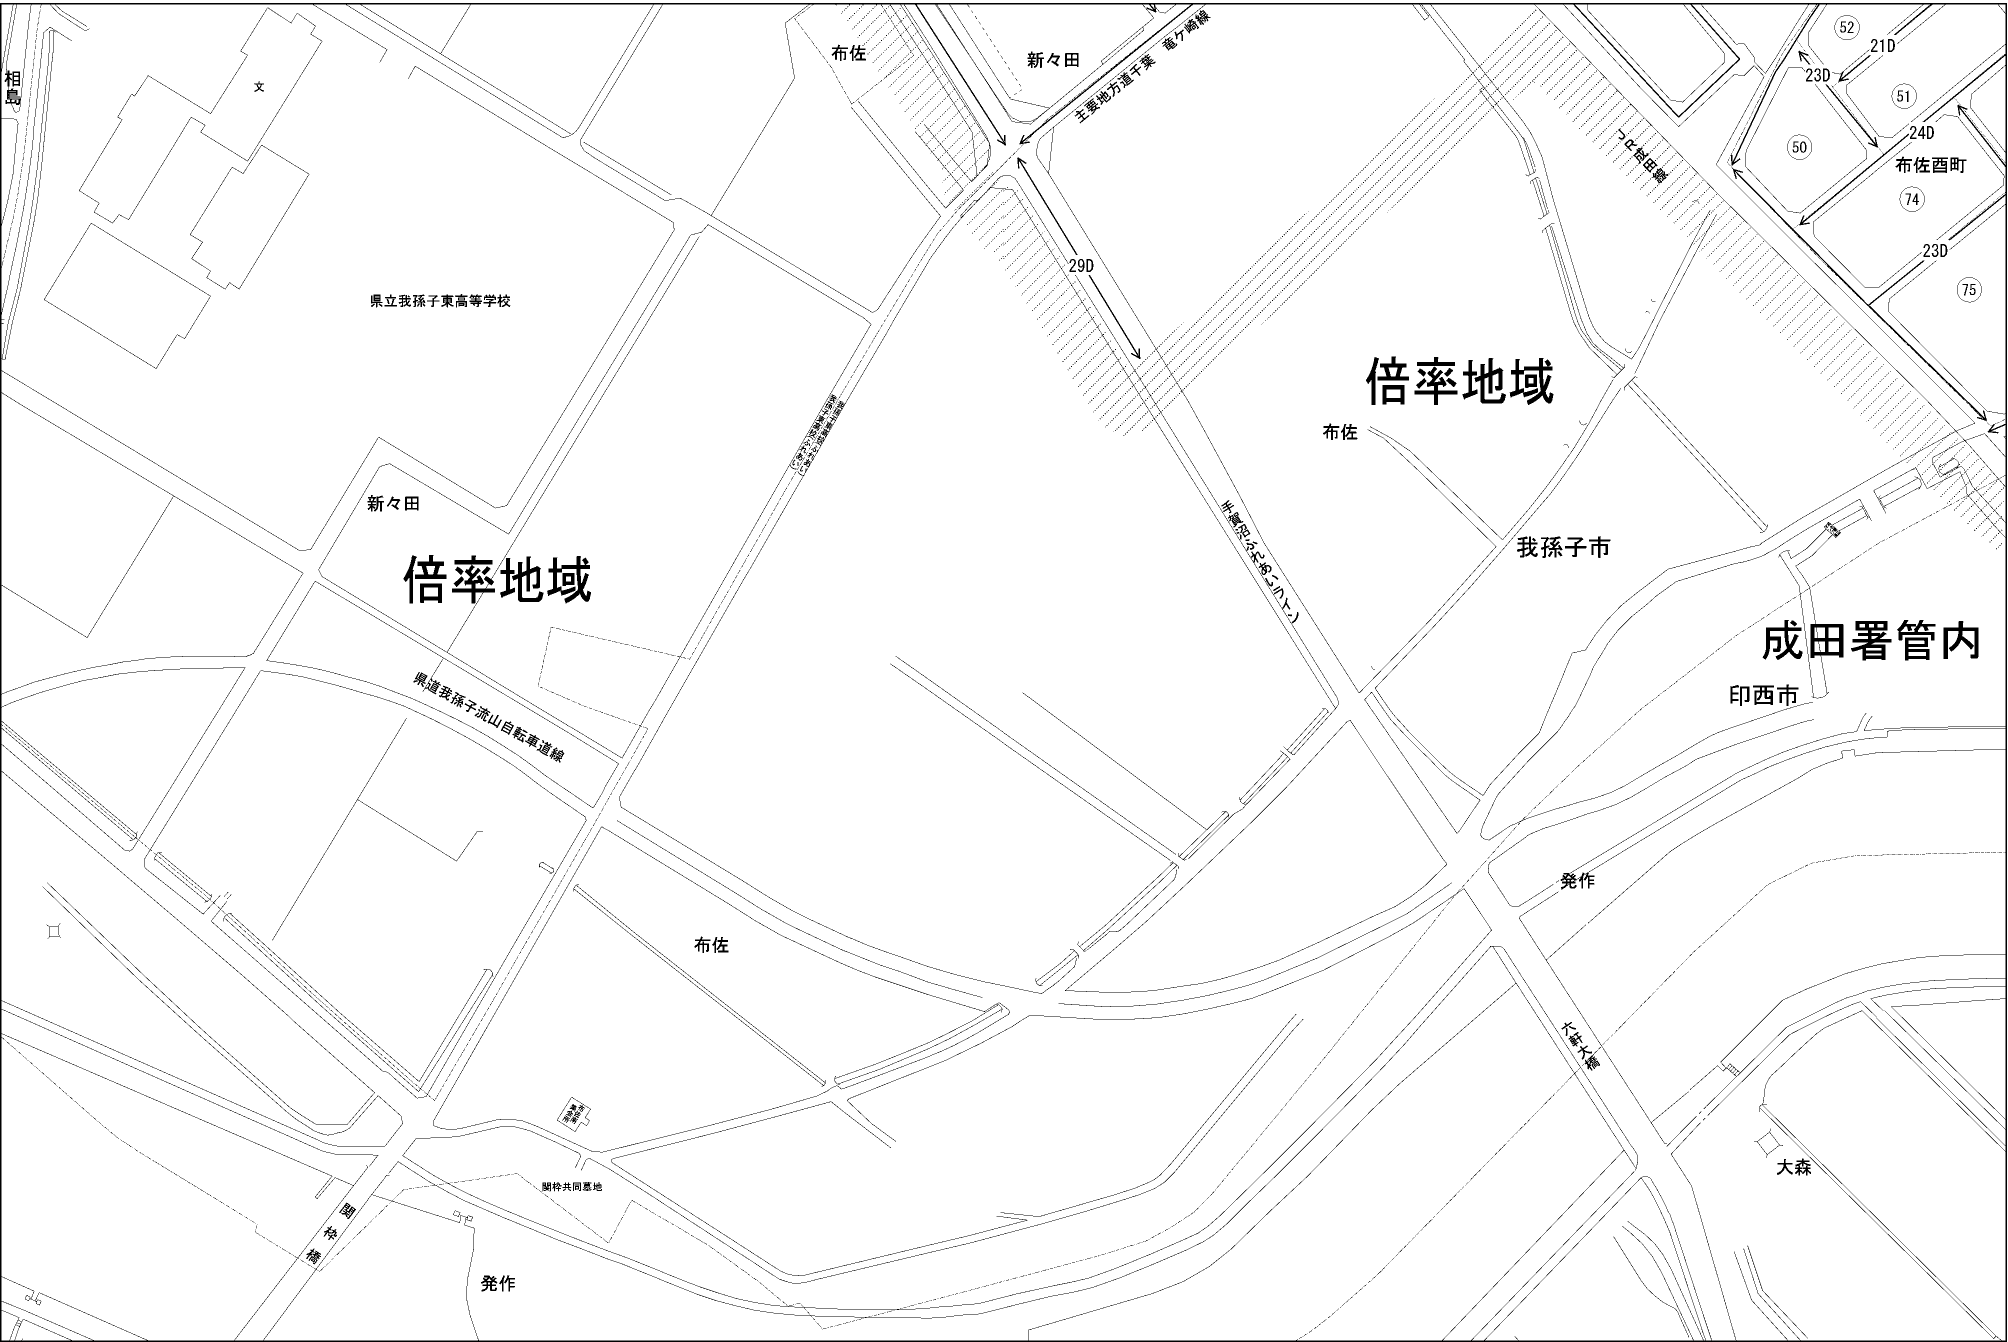 相島
文
布佐
新々田
主要地方道千葉 竜ケ崎線
52
21D
23D
51
24D
50
布佐酉町
74
23D
75
JR成田線
29D
県立我孫子東高等学校
倍率地域
布佐
手賀沼ふれあいライン
我孫子市
新々田
倍率地域
成田署管内
印西市
県道我孫子流山自転車道線
布佐
発作
六軒大橋
大森
関枠共同墓地
関枠橋
発作